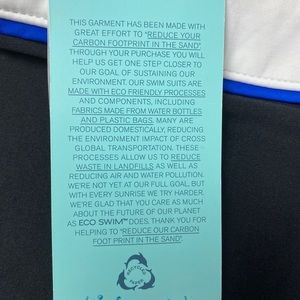 THIS GARMENT HAS BEEN MADE WITH
GREAT EFFORT TO "REDUCE YOUR
CARBON FOOTPRINT IN THE SAND".
THROUGH YOUR PURCHASE YOU WILL
HELP US GET ONE STEP CLOSER TO
OUR GOAL OF SUSTAINING OUR
ENVIRONMENT. OUR SWIM SUITS ARE
MADE WITH ECO FRIENDLY PROCESSES
AND COMPONENTS, INCLUDING
FABRICS MADE FROM WATER BOTTLES
AND PLASTIC BAGS. MANY ARE
PRODUCED DOMESTICALLY, REDUCING
THE ENVIRONMENT IMPACT OF CROSS
GLOBAL TRANSPORTATION. THESE
PROCESSES ALLOW US TO REDUCE
WASTE IN LANDFILLS AS WELL AS
REDUCING AIR AND WATER POLLUTION.
WE'RE NOT YET AT OUR FULL GOAL, BUT
WITH EVERY SUNRISE WE TRY HARDER.
WE'RE GLAD THAT YOU CARE AS MUCH
ABOUT THE FUTURE OF OUR PLANET
AS ECO SWIM™ DOES. THANK YOU FOR
HELPING TO "REDUCE OUR CARBON
FOOT PRINT IN THE SAND".
RECYCLED
PAPER